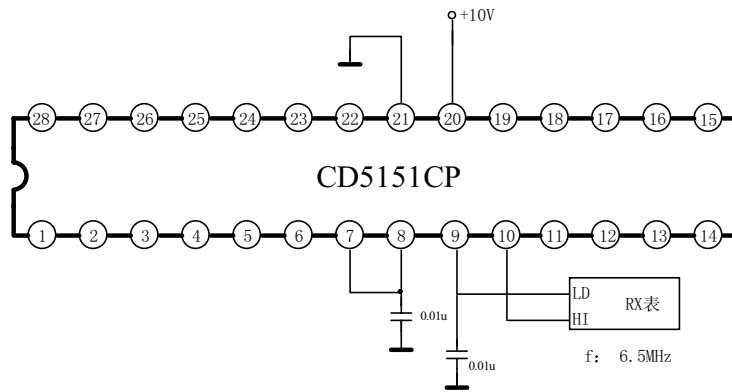 +10V
28 27 26 25 24 23 22 21 20 19 18 17 16 15
CD5151CP
1 2 3 4 5 6 7 8 9 10 11 12 13 14
LD
RX表
HI
0.01u
0.01u
f: 6.5MHz